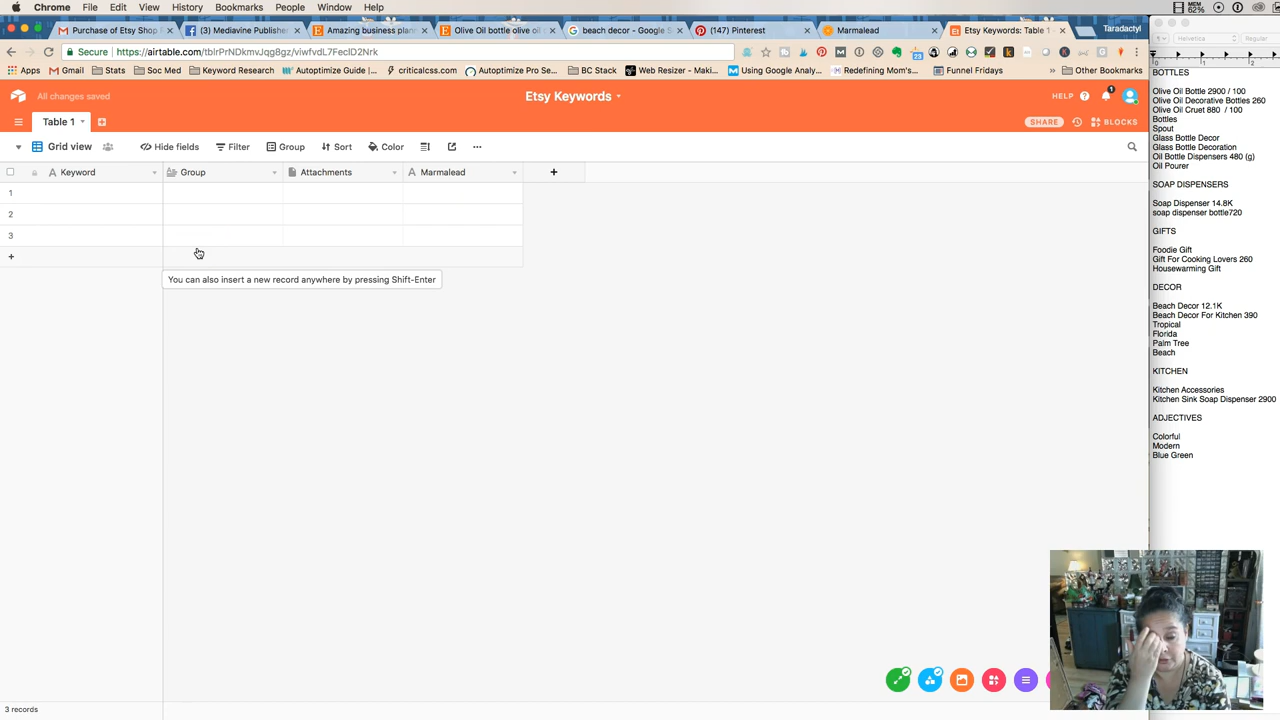 Chrome File Edit View History Bookmarks People Window Help
MEM 62%
Purchase of Etsy Shop
(3) Mediavine Publisher
Amazing business plan
Olive Oil bottle olive oil
beach decor - Google S
(147) Pinterest
Marmalead
Etsy Keywords: Table 1
Taradactyl
Secure https://airtable.com/tblrPrNDkmvJqg8gz/viwfvdL7FeclD2Nrk
Apps Gmail Stats Soc Med Keyword Research Autoptimize Guide |... criticalcss.com Autoptimize Pro Se... BC Stack Web Resizer - Maki... Using Google Analy... Redefining Mom's... Funnel Fridays » Other Bookmarks
All changes saved
Etsy Keywords
HELP
1
Table 1
SHARE
BLOCKS
Grid view Hide fields Filter Group Sort Color
Keyword Group Attachments Marmalead +
1
2
3
+
You can also insert a new record anywhere by pressing Shift-Enter
3 records
Helvetica Regular
0 1 2
BOTTLES
Olive Oil Bottle 2900 / 100
Olive Oil Decorative Bottles 260
Olive Oil Cruet 880 / 100
Bottles
Spout
Glass Bottle Decor
Glass Bottle Decoration
Oil Bottle Dispensers 480 (g)
Oil Pourer
SOAP DISPENSERS
Soap Dispenser 14.8K
soap dispenser bottle720
GIFTS
Foodie Gift
Gift For Cooking Lovers 260
Housewarming Gift
DECOR
Beach Decor 12.1K
Beach Decor For Kitchen 390
Tropical
Florida
Palm Tree
Beach
KITCHEN
Kitchen Accessories
Kitchen Sink Soap Dispenser 2900
ADJECTIVES
Colorful
Modern
Blue Green